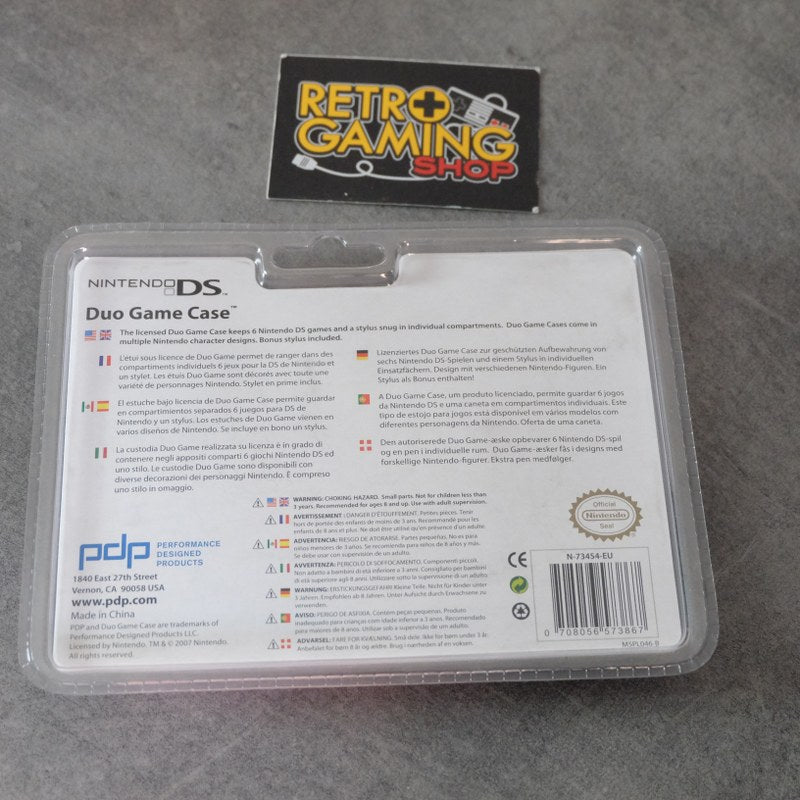 RETRO
GAMING
SHOP
NINTENDO DS™
Duo Game Case™
The licensed Duo Game Case keeps 6 Nintendo DS games and a stylus snug in individual compartments. Duo Game Cases come in
multiple Nintendo character designs. Bonus stylus included.
L'étui sous licence de Duo Game permet de ranger dans des
compartiments individuels 6 jeux pour la DS de Nintendo et
un stylet. Les étuis Duo Game sont décorés avec toute une
variété de personnages Nintendo. Stylet en prime inclus.
El estuche bajo licencia de Duo Game permite guardar
en compartimentos separados 6 juegos para DS de
Nintendo y un stylus. Los estuches de Duo Game vienen en
varios diseños de Nintendo. Se incluye en bono un stylus.
La custodia Duo Game realizzata su licenza è in grado di
contenere negli appositi comparti 6 giochi Nintendo DS ed
uno stilo. Le custodie Duo Game sono disponibili con
diverse decorazioni dei personaggi Nintendo. È compreso
uno stilo in omaggio.
Lizenziertes Duo Game Case zur geschützten Aufbewahrung von
sechs Nintendo DS-Spielen und einem Stylus in individuellen
Einsatzfächern. Design mit verschiedenen Nintendo-Figuren. Ein
Stylus als Bonus enthalten!
A Duo Game Case, um produto licenciado, permite guardar 6 jogos
da Nintendo DS e uma caneta em compartimentos individuais. Este
tipo de estojo para jogos está disponível em vários modelos com
diferentes personagens da Nintendo. Oferta de uma caneta.
Den autoriserede Duo Game-æske opbevarer 6 Nintendo DS-spil
og en pen i individuelle rum. Duo Game-æsker fås i designs med
forskellige Nintendo-figurer. Ekstra pen medfølger.
WARNING: CHOKING HAZARD. Small parts. Not for children less than
3 years. Recommended for ages 8 and up. Use with adult supervision.
AVERTISSEMENT : DANGER D'ÉTOUFFEMENT. Petites pièces. Tenir
hors de portée des enfants de moins de 3 ans. Recommandé pour les
enfants de 8 ans et plus. Ne doit être utilisé qu'en présence d'un adulte.
ADVERTENCIA: RIESGO DE ATORARSE. Partes pequeñas. No es para
niños menores de 3 años. Se recomienda para niños de 8 años y más.
Se debe usar con supervisión de un adulto.
AVVERTENZA: PERICOLO DI SOFFOCAMENTO. Componenti piccoli.
Non adatto a bambini di età inferiore a 3 anni. Consigliato per bambini
di età superiore agli 8 anni. Utilizzare sotto la supervisione di un adulto.
WARNUNG: ERSTICKUNGSGEFAHR! Kleine Teile. Nicht für Kinder unter
3 Jahren. Empfohlen ab 8 Jahren. Unter Aufsicht durch Erwachsene zu
verwenden.
AVISO: PERIGO DE ASFIXIA. Contém peças pequenas. Produto
inadequado para crianças com idade inferior a 3 anos. Recomendado
para maiores de 8 anos. Utilizar sob a supervisão de um adulto.
ADVARSEL: FARE FOR KVÆLNING. Små dele. Ikke for børn under 3 år.
Anbefalet for børn 8 år og ældre. Brug i nærheden af en voksen.
pdp PERFORMANCE
DESIGNED
PRODUCTS
1840 East 27th Street
Vernon, CA 90058 USA
www.pdp.com
Made in China
PDP and Duo Game Case are trademarks of
Performance Designed Products LLC.
Licensed by Nintendo. TM & © 2007 Nintendo.
All rights reserved.
Official
Nintendo
Seal
CE
N-73454-EU
0 708056 573867
MSPL046-B